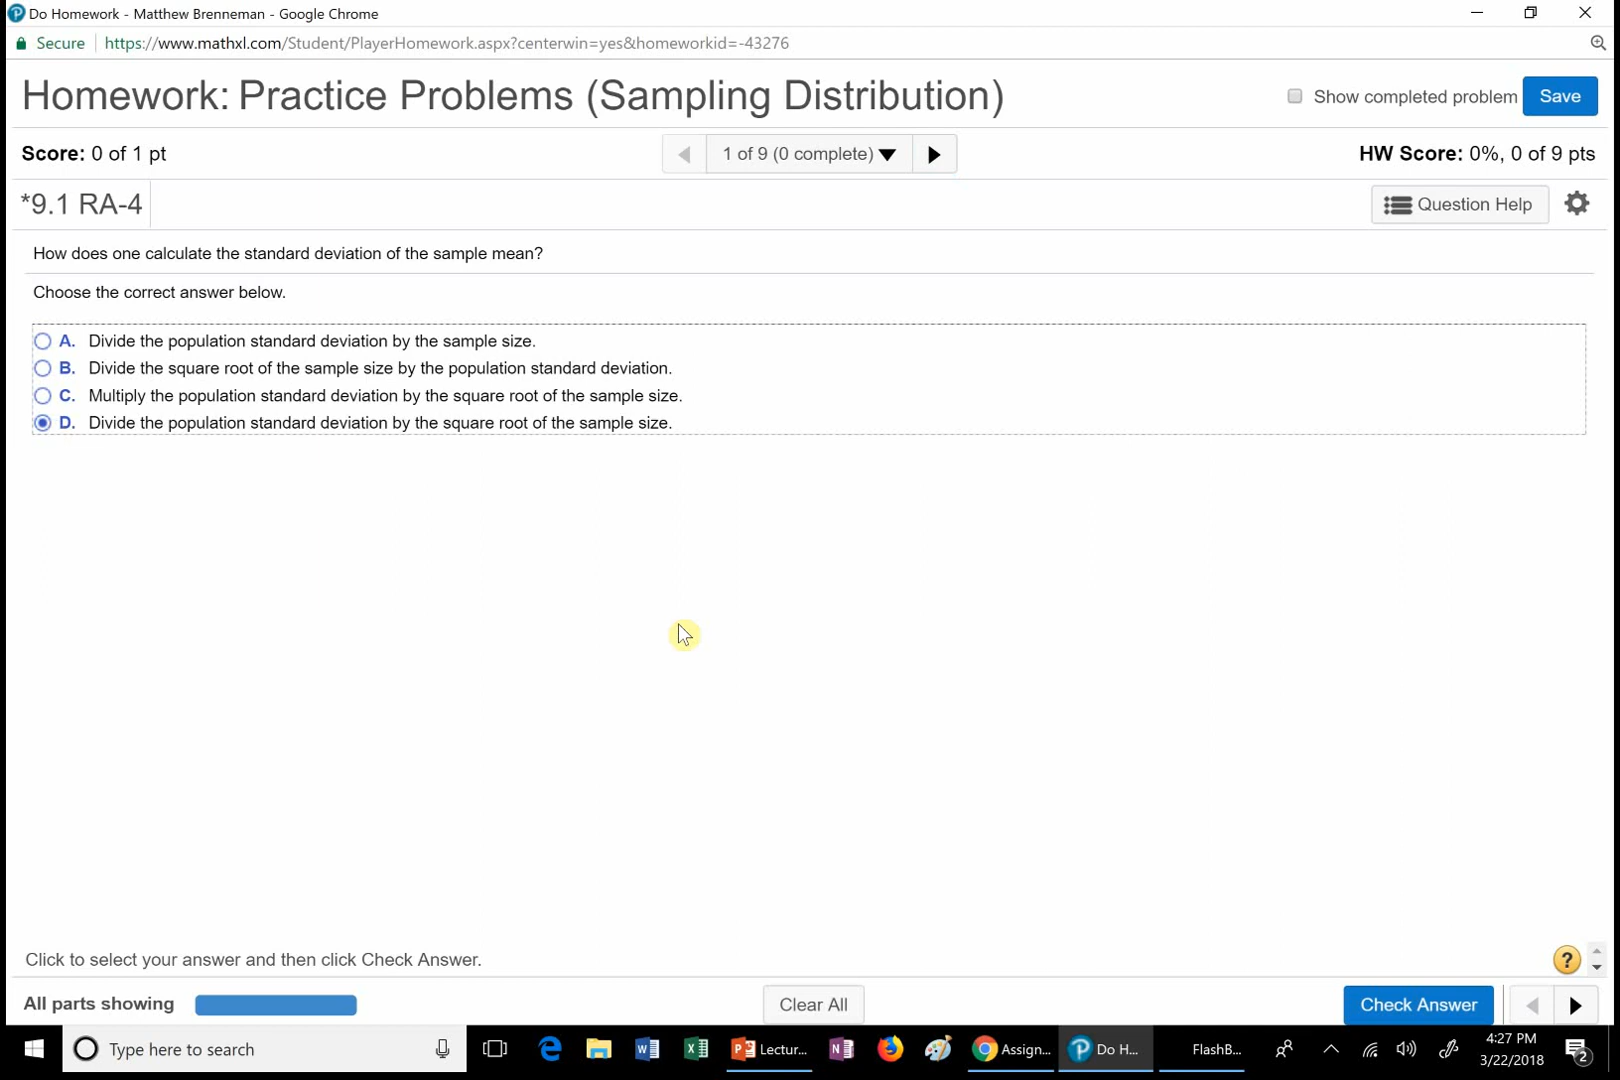 Do Homework - Matthew Brenneman - Google Chrome
Secure https://www.mathxl.com/Student/PlayerHomework.aspx?centerwin=yes&homeworkid=-43276
Homework: Practice Problems (Sampling Distribution)
Show completed problem Save
Score: 0 of 1 pt
1 of 9 (0 complete)
HW Score: 0%, 0 of 9 pts
*9.1 RA-4
Question Help
How does one calculate the standard deviation of the sample mean?
Choose the correct answer below.
A. Divide the population standard deviation by the sample size.
B. Divide the square root of the sample size by the population standard deviation.
C. Multiply the population standard deviation by the square root of the sample size.
D. Divide the population standard deviation by the square root of the sample size.
Click to select your answer and then click Check Answer.
?
All parts showing
Clear All
Check Answer
Type here to search
Lectur...
Assign...
Do H...
FlashB...
4:27 PM
3/22/2018
2